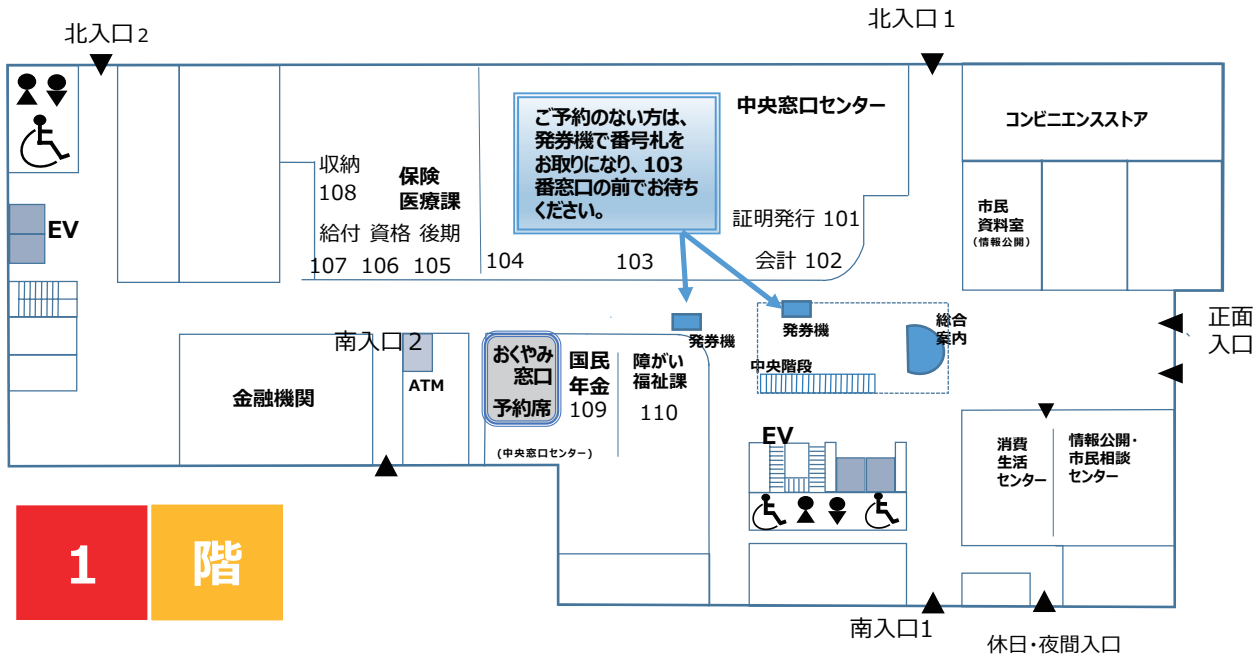 北入口２
北入口１
ご予約のない方は、
発券機で番号札を
お取りになり、103
番窓口の前でお待ち
ください。
中央窓口センター
コンビニエンスストア
収納
108
保険
医療課
給付 資格 後期
107 106 105
104
103
証明発行 101
会計 102
市民
資料室
（情報公開）
EV
発券機
発券機
総合
案内
正面
入口
中央階段
南入口２
ATM
金融機関
おくやみ
窓口
予約席
国民
年金
109
障がい
福祉課
110
(中央窓口センター)
EV
消費
生活
センター
情報公開・
市民相談
センター
1
階
南入口1
休日・夜間入口